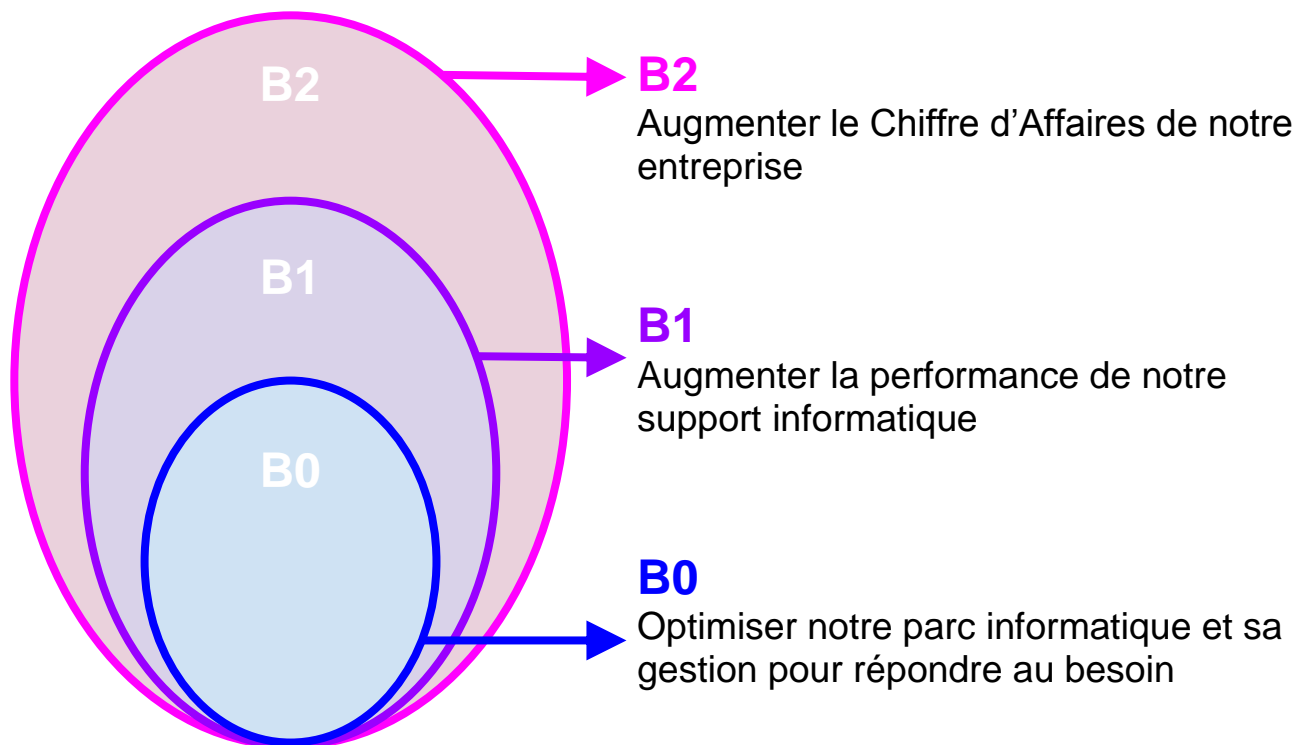 B2
B2
Augmenter le Chiffre d’Affaires de notre
entreprise
B1
B1
Augmenter la performance de notre
support informatique
B0
B0
Optimiser notre parc informatique et sa
gestion pour répondre au besoin